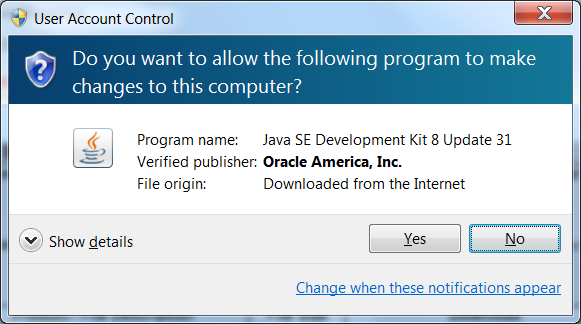 User Account Control
Do you want to allow the following program to make
changes to this computer?
Program name: Java SE Development Kit 8 Update 31
Verified publisher: Oracle America, Inc.
File origin: Downloaded from the Internet
Show details
Yes
No
Change when these notifications appear